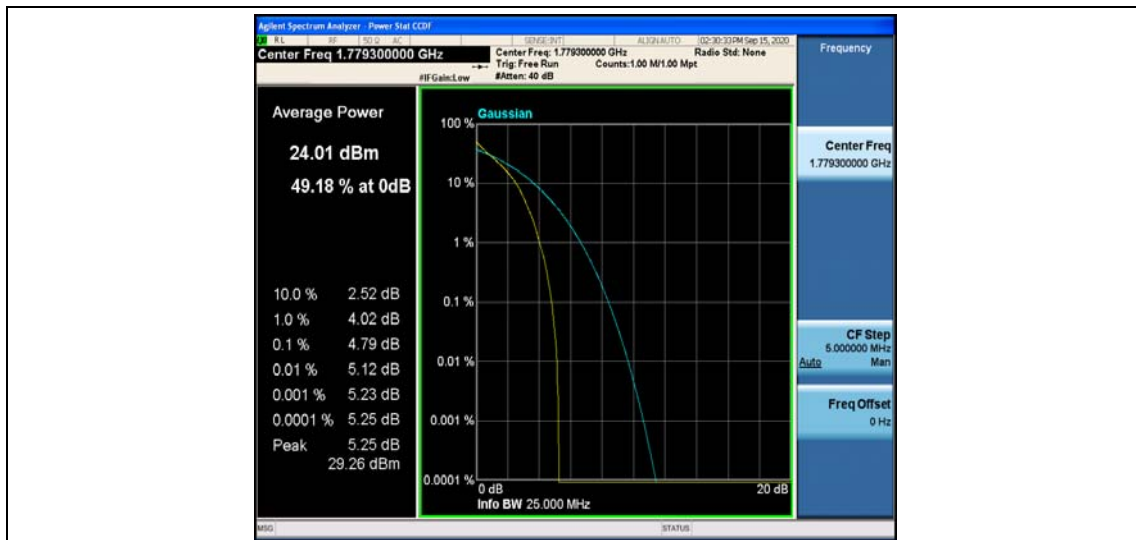 Agilent Spectrum Analyzer - Power Stat CCDF
RL RF 50 Ω AC SENSE:INT ALIGN AUTO 02:30:33 PM Sep 15, 2020
Center Freq 1.779300000 GHz
Center Freq: 1.779300000 GHz Radio Std: None
Trig: Free Run Counts:1.00 M/1.00 Mpt
#IFGain:Low #Atten: 40 dB
Frequency
Average Power
24.01 dBm
49.18 % at 0dB
10.0 % 2.52 dB
1.0 % 4.02 dB
0.1 % 4.79 dB
0.01 % 5.12 dB
0.001 % 5.23 dB
0.0001 % 5.25 dB
Peak 5.25 dB
29.26 dBm
Gaussian
100 %
10 %
1 %
0.1 %
0.01 %
0.001 %
0.0001 %
0 dB 20 dB
Info BW 25.000 MHz
Center Freq
1.779300000 GHz
CF Step
5.000000 MHz
Auto Man
Freq Offset
0 Hz
MSG STATUS